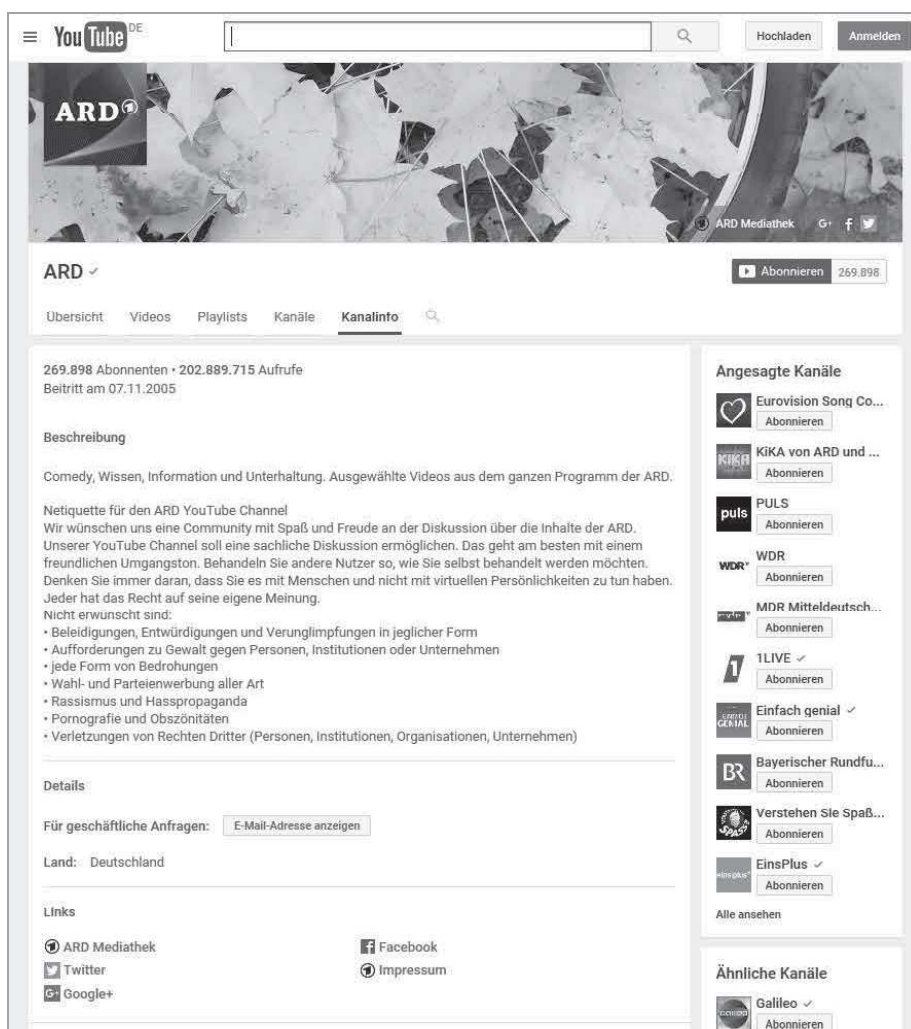 YouTube DE
Hochladen
Anmelden
ARD
ARD Mediathek
ARD
Abonnieren 269.898
Übersicht Videos Playlists Kanäle Kanalinfo
269.898 Abonnenten • 202.889.715 Aufrufe
Beitritt am 07.11.2005
Beschreibung
Comedy, Wissen, Information und Unterhaltung. Ausgewählte Videos aus dem ganzen Programm der ARD.
Netiquette für den ARD YouTube Channel
Wir wünschen uns eine Community mit Spaß und Freude an der Diskussion über die Inhalte der ARD.
Unserer YouTube Channel soll eine sachliche Diskussion ermöglichen. Das geht am besten mit einem
freundlichen Umgangston. Behandeln Sie andere Nutzer so, wie Sie selbst behandelt werden möchten.
Denken Sie immer daran, dass Sie es mit Menschen und nicht mit virtuellen Persönlichkeiten zu tun haben.
Jeder hat das Recht auf seine eigene Meinung.
Nicht erwünscht sind:
• Beleidigungen, Entwürdigungen und Verunglimpfungen in jeglicher Form
• Aufforderungen zu Gewalt gegen Personen, Institutionen oder Unternehmen
• jede Form von Bedrohungen
• Wahl- und Parteienwerbung aller Art
• Rassismus und Hasspropaganda
• Pornografie und Obszönitäten
• Verletzungen von Rechten Dritter (Personen, Institutionen, Organisationen, Unternehmen)
Details
Für geschäftliche Anfragen: E-Mail-Adresse anzeigen
Land: Deutschland
Links
ARD Mediathek
Facebook
Twitter
Impressum
Google+
Angesagte Kanäle
Eurovision Song Co...
Abonnieren
KiKA
KiKA von ARD und ...
Abonnieren
puls
PULS
Abonnieren
WDR
WDR
Abonnieren
MDR Mitteldeutsch...
Abonnieren
1
1LIVE
Abonnieren
EINFACH GENIAL
Einfach genial
Abonnieren
BR
Bayerischer Rundfu...
Abonnieren
SPASS
Verstehen Sie Spaß...
Abonnieren
einsplus
EinsPlus
Abonnieren
Alle ansehen
Ähnliche Kanäle
Galileo
Abonnieren